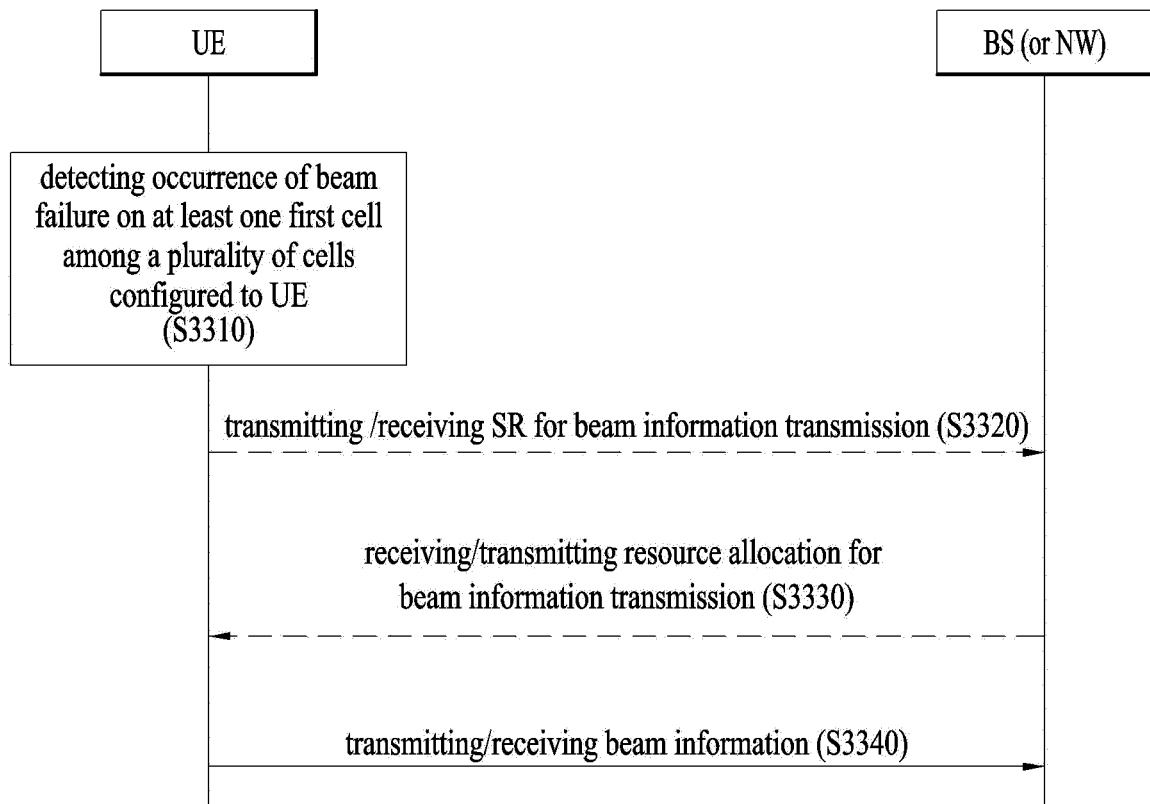 UE
BS (or NW)
detecting occurrence of beam
failure on at least one first cell
among a plurality of cells
configured to UE
(S3310)
transmitting /receiving SR for beam information transmission (S3320)
receiving/transmitting resource allocation for
beam information transmission (S3330)
transmitting/receiving beam information (S3340)